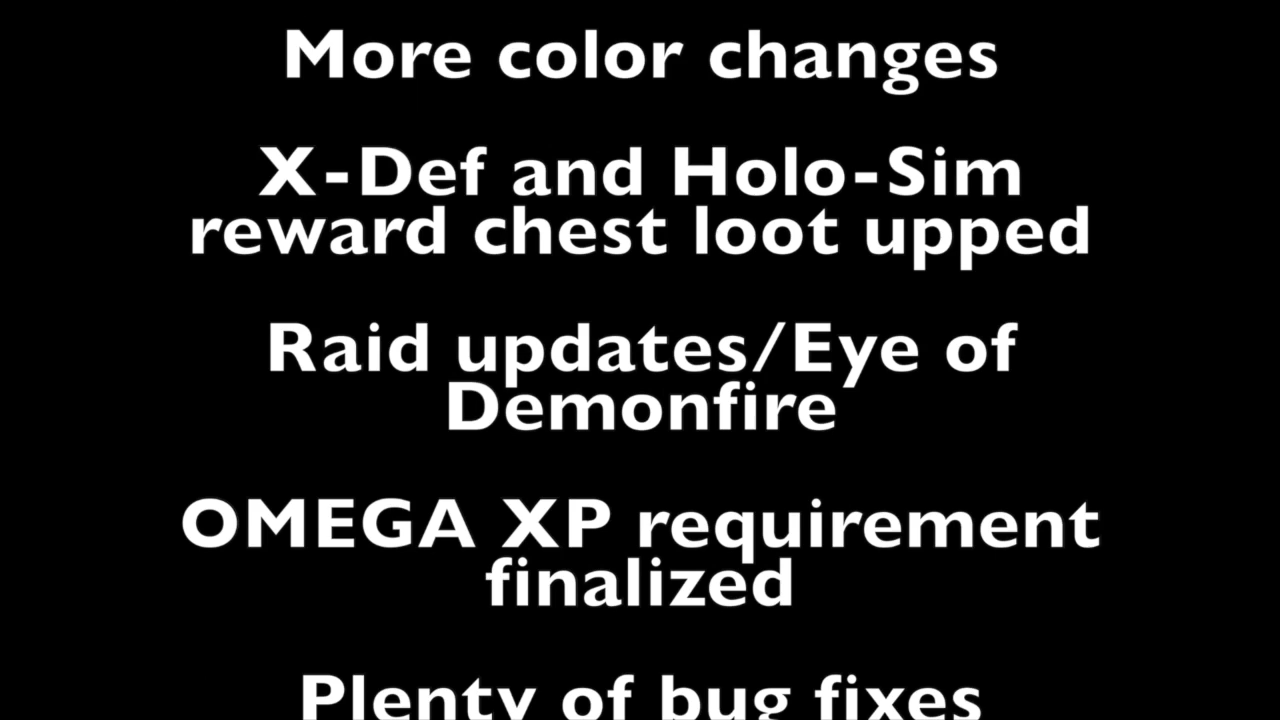 More color changes
X-Def and Holo-Sim
reward chest loot upped
Raid updates/Eye of
Demonfire
OMEGA XP requirement
finalized
Plenty of bug fixes